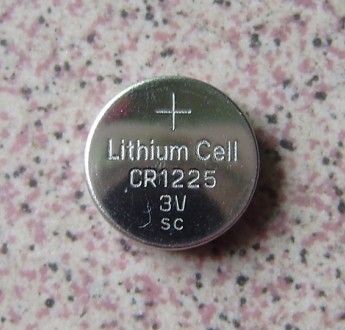 +
Lithium Cell
CR1225
3V
SC